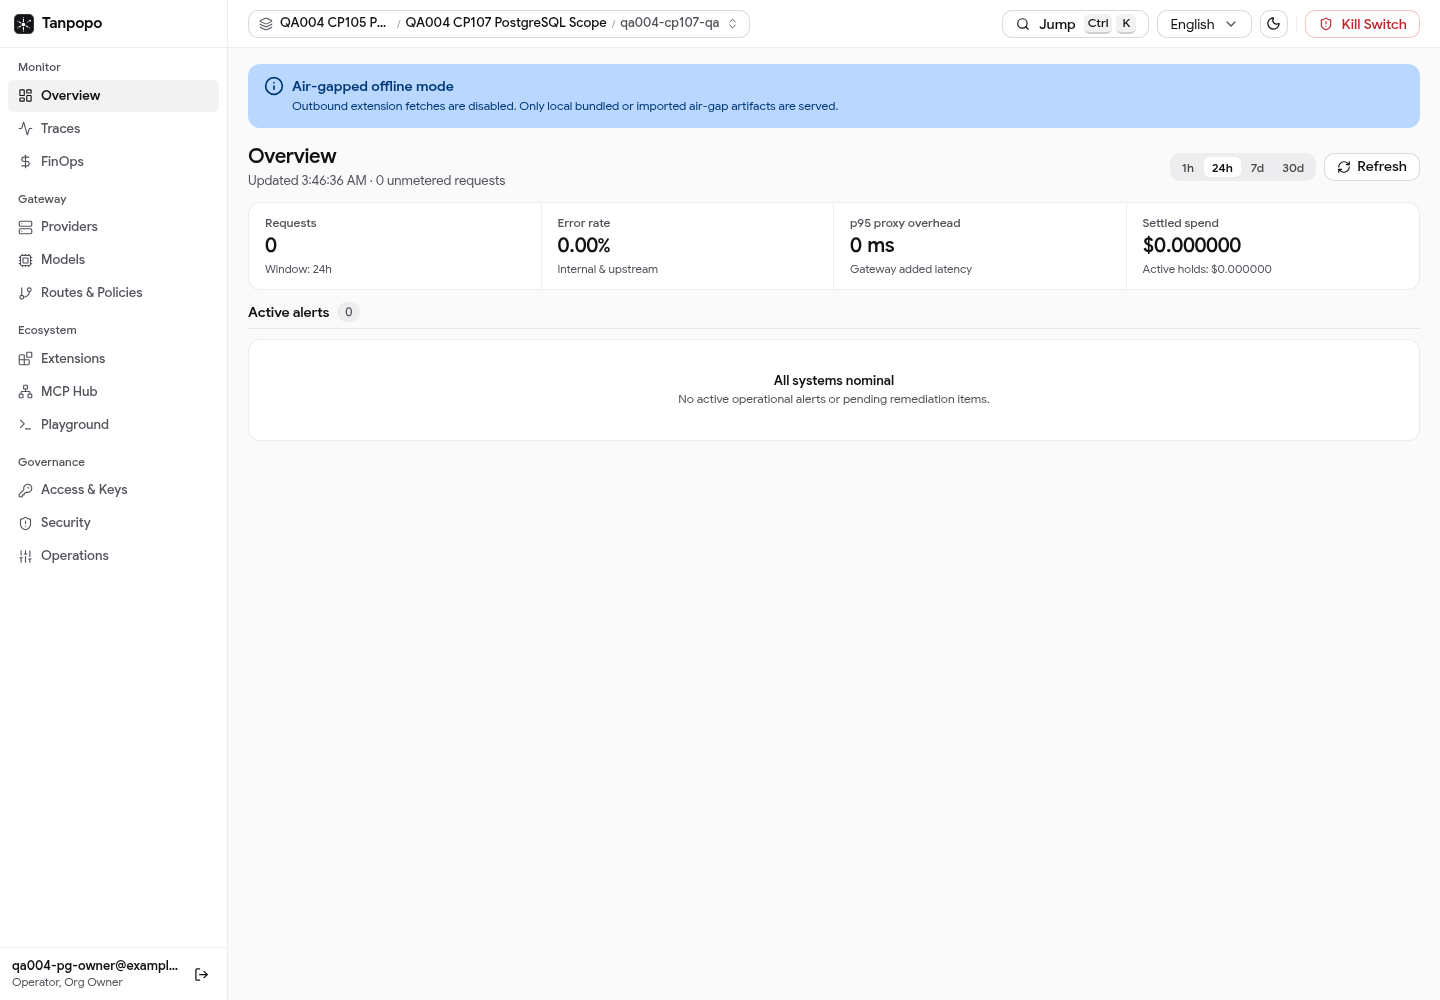 Tanpopo
QA004 CP105 P... / QA004 CP107 PostgreSQL Scope / qa004-cp107-qa
Jump Ctrl K
English
Kill Switch
Monitor
Overview
Traces
FinOps
Gateway
Providers
Models
Routes & Policies
Ecosystem
Extensions
MCP Hub
Playground
Governance
Access & Keys
Security
Operations
qa004-pg-owner@exampl...
Operator, Org Owner
Air-gapped offline mode
Outbound extension fetches are disabled. Only local bundled or imported air-gap artifacts are served.
Overview
Updated 3:46:36 AM · 0 unmetered requests
1h 24h 7d 30d
Refresh
Requests
0
Window: 24h
Error rate
0.00%
Internal & upstream
p95 proxy overhead
0 ms
Gateway added latency
Settled spend
$0.000000
Active holds: $0.000000
Active alerts 0
All systems nominal
No active operational alerts or pending remediation items.